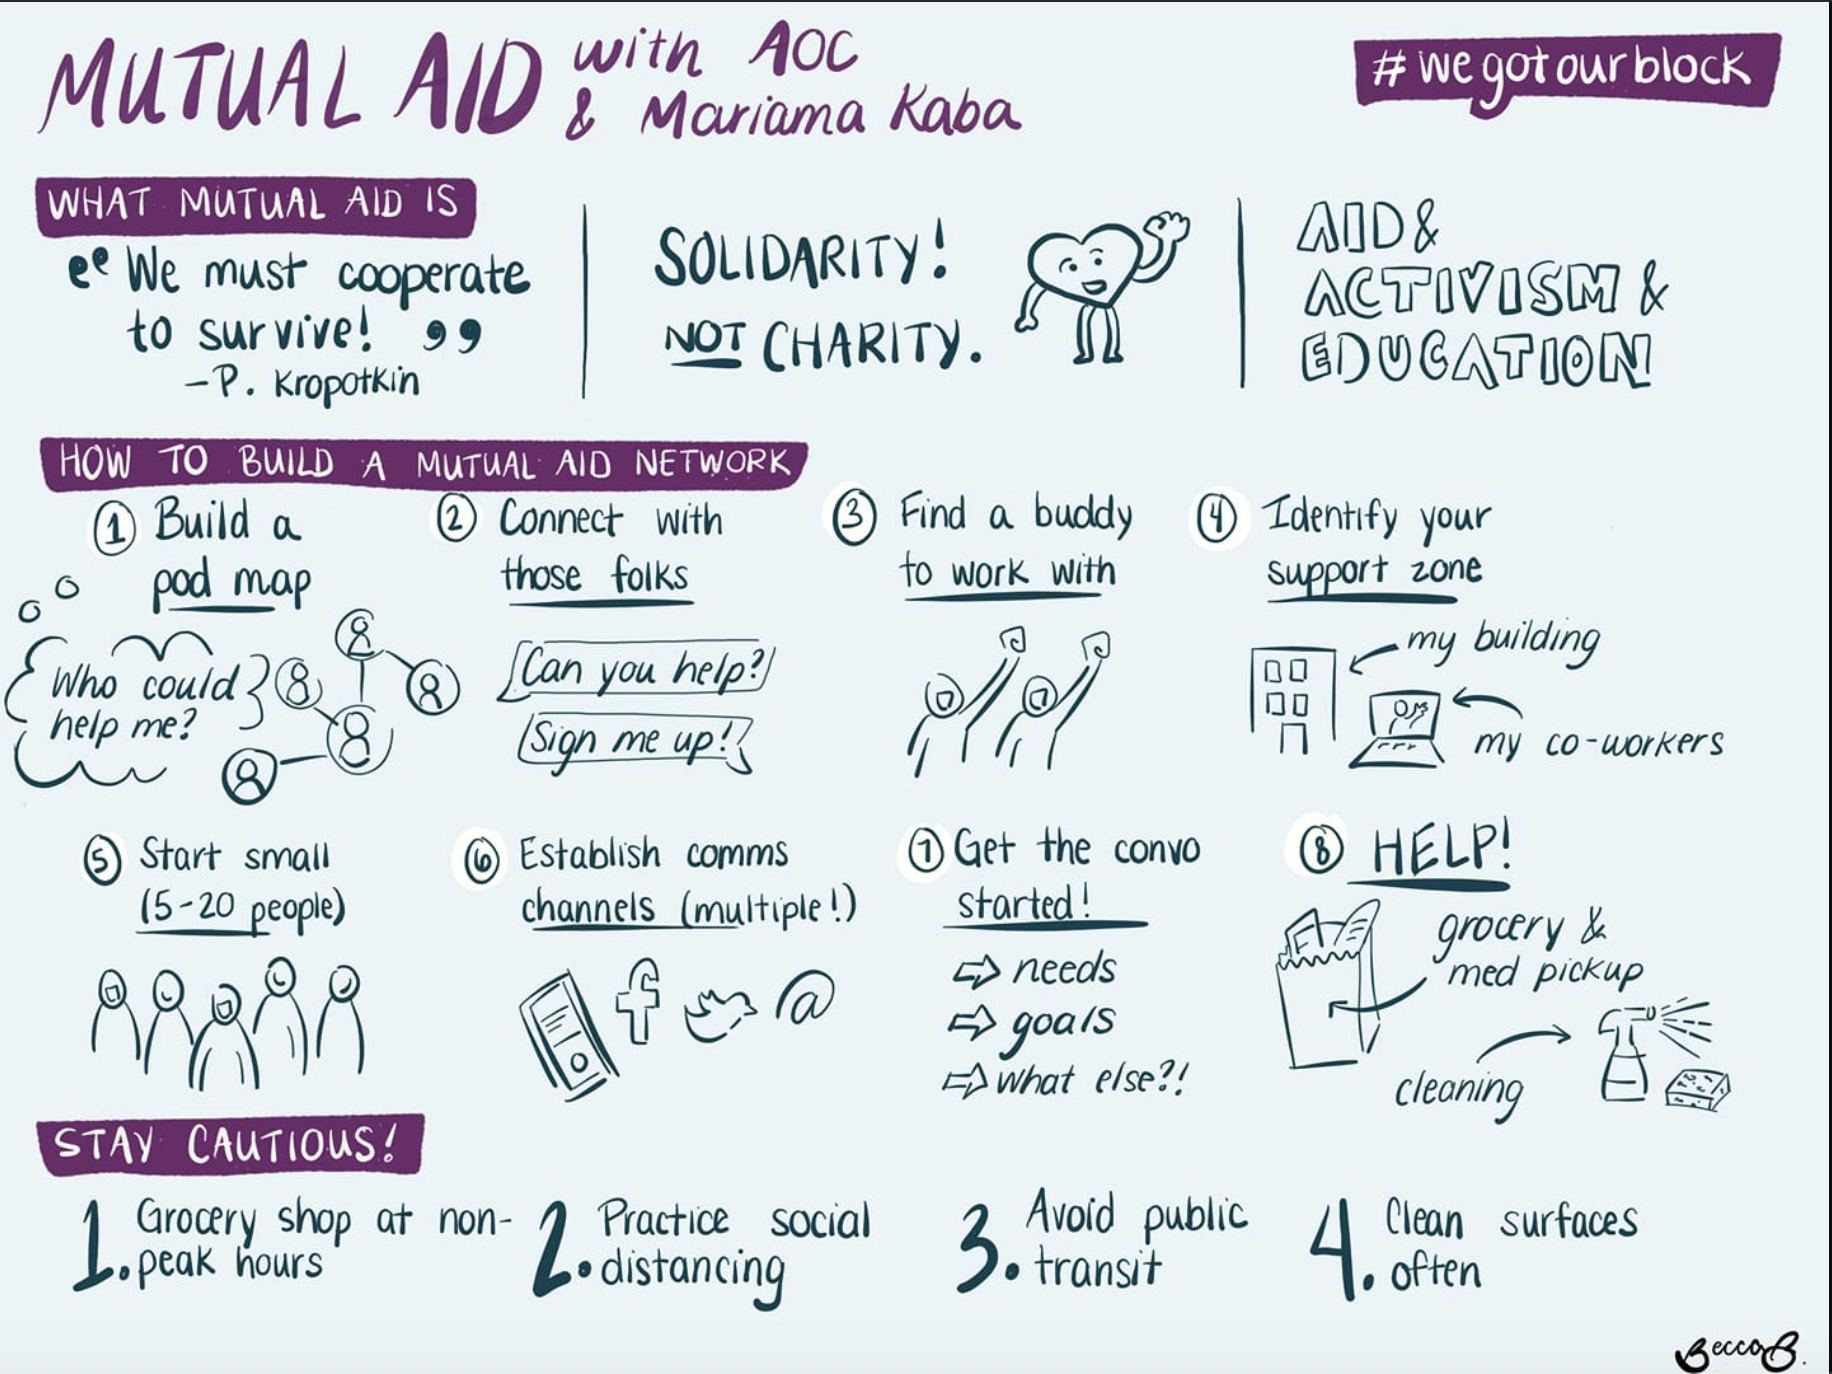 MUTUAL AID with AOC
& Mariama Kaba
#wegotourblock
WHAT MUTUAL AID IS
“We must cooperate
to survive!”
-P. Kropotkin
SOLIDARITY!
NOT CHARITY.
AID &
ACTIVISM &
EDUCATION
HOW TO BUILD A MUTUAL AID NETWORK
1 Build a
pod map
Who could
help me?
2 Connect with
those folks
Can you help?
Sign me up!
3 Find a buddy
to work with
4 Identify your
support zone
my building
my co-workers
5 Start small
(5-20 people)
6 Establish comms
channels (multiple!)
f
@
7 Get the convo
started!
⇨ needs
⇨ goals
⇨ what else?!
8 HELP!
grocery &
med pickup
cleaning
STAY CAUTIOUS!
1. Grocery shop at non-
peak hours
2. Practice social
distancing
3. Avoid public
transit
4. Clean surfaces
often
BeccaB.